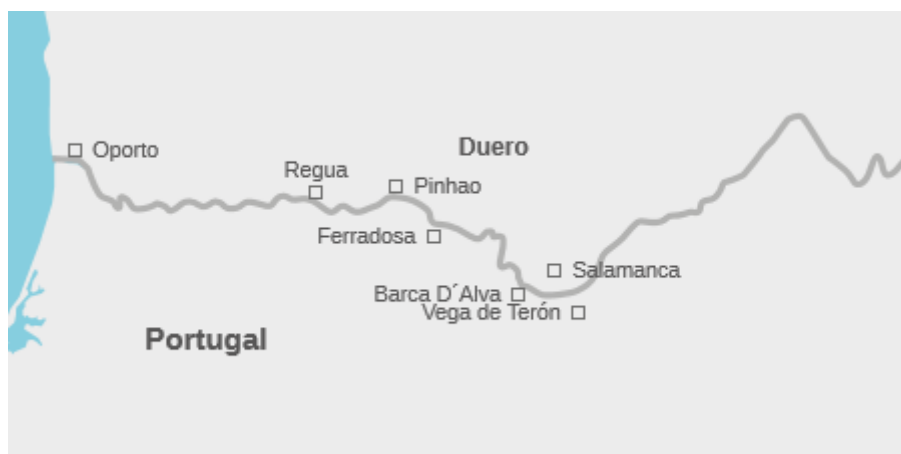 Duero
Oporto
Regua
Pinhao
Ferradosa
Salamanca
Barca D´Alva
Vega de Terón
Portugal